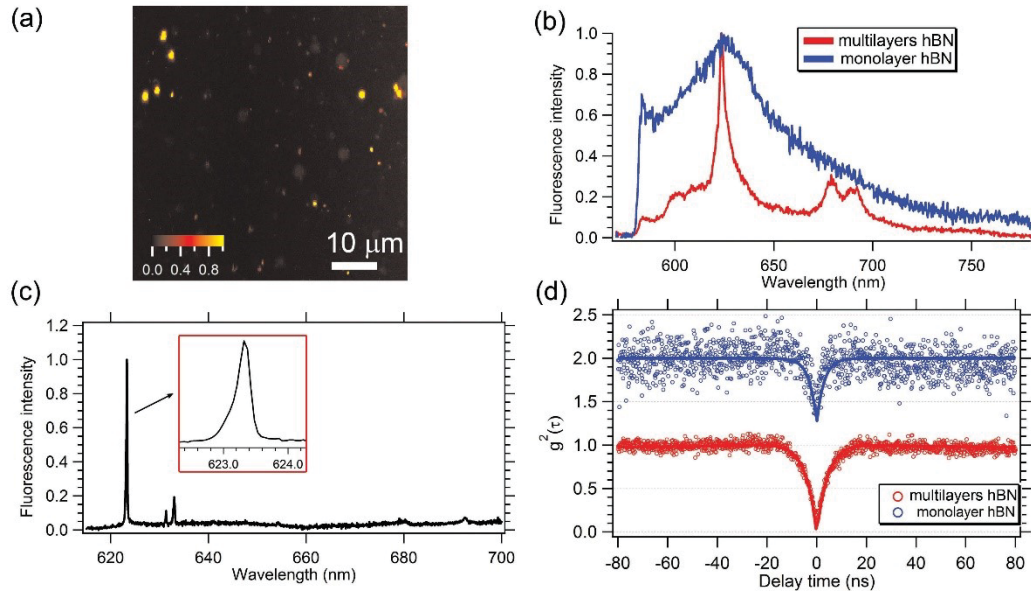 (a)
0.0 0.4 0.8
10 μm
(b)
Fluorescence intensity
1.0
0.8
0.6
0.4
0.2
0.0
multilayers hBN
monolayer hBN
600 650 700 750
Wavelength (nm)
(c)
Fluorescence intensity
1.2
1.0
0.8
0.6
0.4
0.2
0.0
623.0 624.0
620 640 660 680 700
Wavelength (nm)
(d)
g²(τ)
2.5
2.0
1.5
1.0
0.5
0.0
multilayers hBN
monolayer hBN
-80 -60 -40 -20 0 20 40 60 80
Delay time (ns)